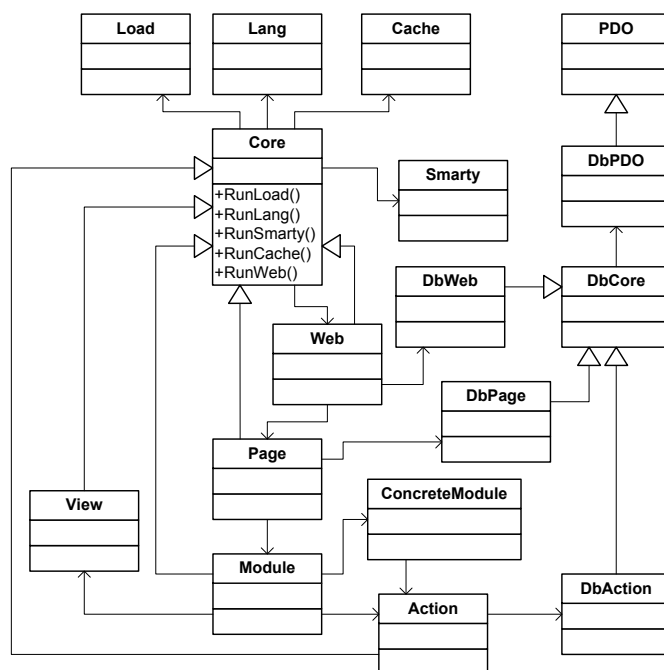 Load
Lang
Cache
PDO
Core
+RunLoad()
+RunLang()
+RunSmarty()
+RunCache()
+RunWeb()
Smarty
DbPDO
DbWeb
DbCore
Web
DbPage
Page
View
ConcreteModule
Module
Action
DbAction